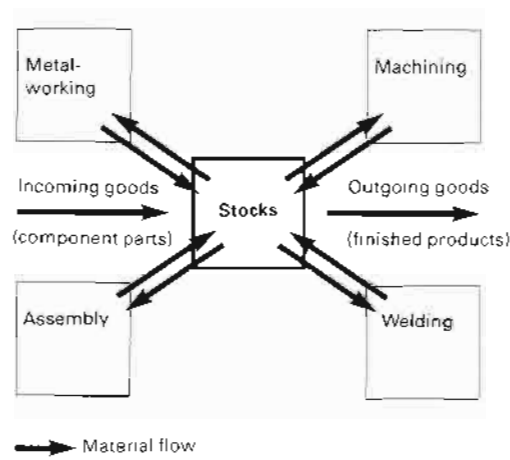 Metal-
working
Machining
Incoming goods
(component parts)
Stocks
Outgoing goods
(finished products)
Assembly
Welding
Material flow